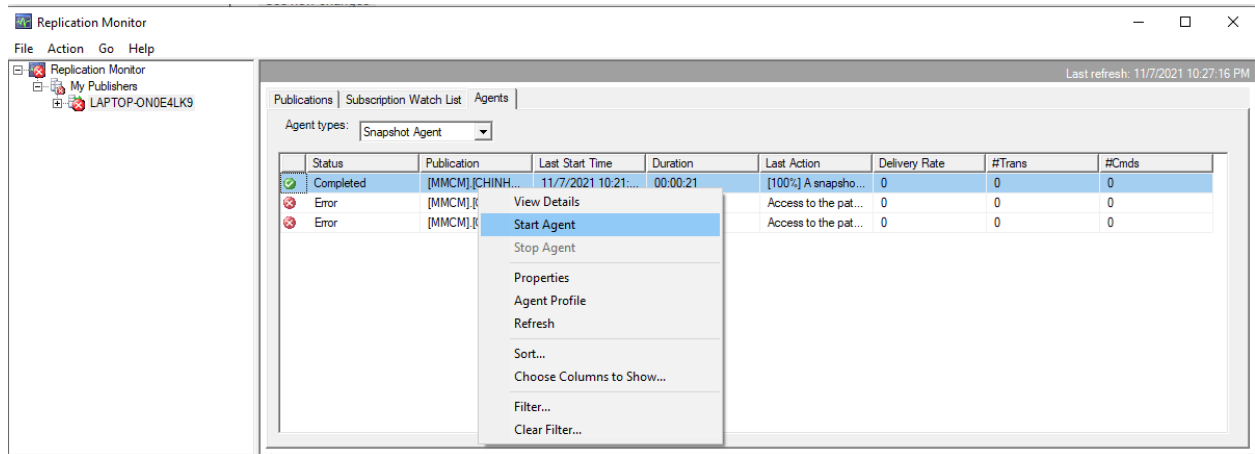 Replication Monitor
File Action Go Help
Replication Monitor
My Publishers
LAPTOP-ON0E4LK9
Last refresh: 11/7/2021 10:27:16 PM
Publications Subscription Watch List Agents
Agent types: Snapshot Agent
Status Publication Last Start Time Duration Last Action Delivery Rate #Trans #Cmds
Completed [MMCM].[CHINH... 11/7/2021 10:21:... 00:00:21 [100%] A snapsho... 0 0 0
Error [MMCM].[ Access to the pat... 0 0 0
Error [MMCM].[ Access to the pat... 0 0 0
View Details
Start Agent
Stop Agent
Properties
Agent Profile
Refresh
Sort...
Choose Columns to Show...
Filter...
Clear Filter...